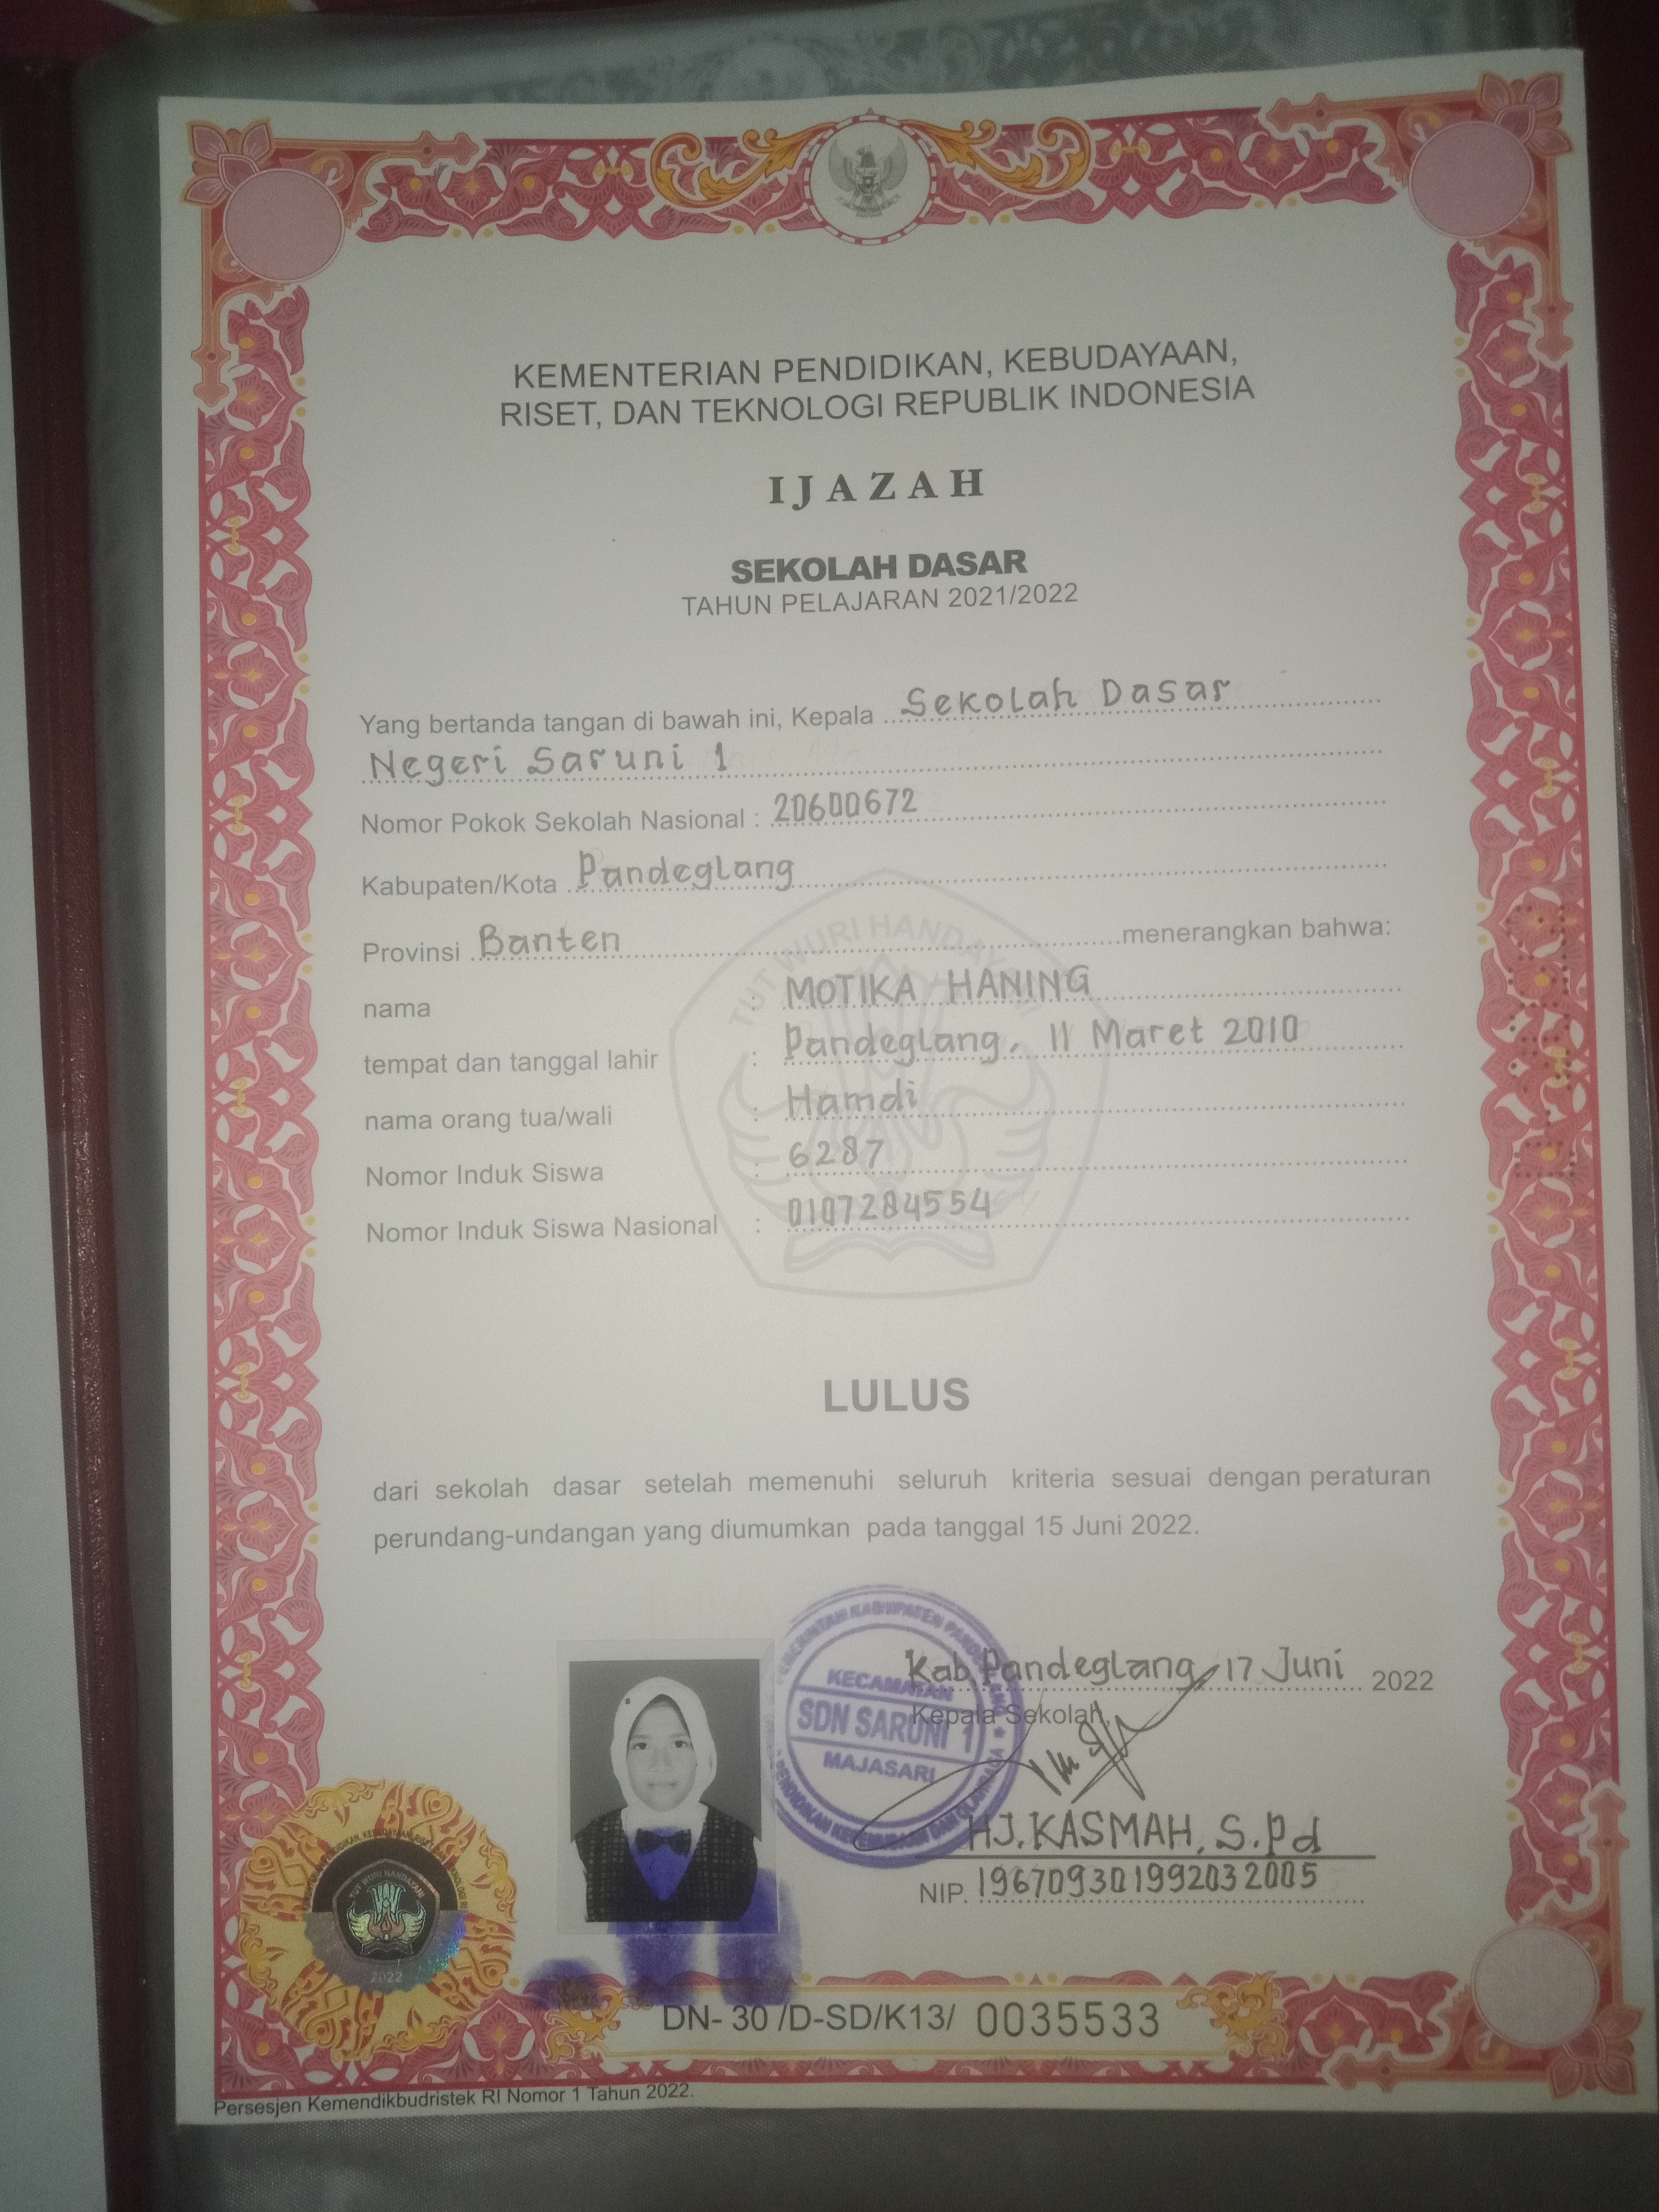 KEMENTERIAN PENDIDIKAN, KEBUDAYAAN,
RISET, DAN TEKNOLOGI REPUBLIK INDONESIA
IJAZAH
SEKOLAH DASAR
TAHUN PELAJARAN 2021/2022
Yang bertanda tangan di bawah ini, Kepala Sekolah Dasar
Negeri Saruni 1
Nomor Pokok Sekolah Nasional : 20600672
Kabupaten/Kota Pandeglang
Provinsi Banten menerangkan bahwa:
nama : MOTIKA HANING
tempat dan tanggal lahir : Pandeglang, 11 Maret 2010
nama orang tua/wali : Hamdi
Nomor Induk Siswa : 6287
Nomor Induk Siswa Nasional : 0107284554
TUT WURI HANDAYANI
LULUS
dari sekolah dasar setelah memenuhi seluruh kriteria sesuai dengan peraturan
perundang-undangan yang diumumkan pada tanggal 15 Juni 2022.
Kab. Pandeglang, 17 Juni 2022
Kepala Sekolah,
PEMERINTAH KABUPATEN PANDEGLANG
KECAMATAN
SDN SARUNI 1
MAJASARI
HJ. KASMAH, S.Pd
NIP. 196709301992032005
TUT WURI HANDAYANI
2022
DN- 30 /D-SD/K13/ 0035533
Persesjen Kemendikbudristek RI Nomor 1 Tahun 2022.